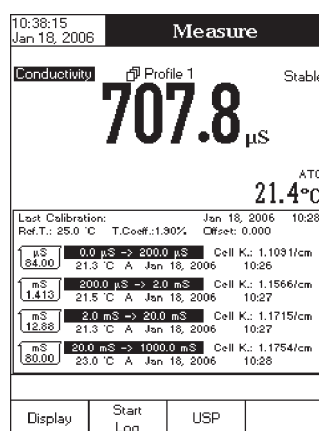 10:38:15
Jan 18, 2006
Measure
Conductivity
Profile 1
Stable
707.8 µS
ATC
21.4°C
Last Calibration: Jan 18, 2006 10:28
Ref.T.: 25.0 °C T.Coeff.:1.90% Offset: 0.000
µS 84.00 0.0 µS -> 200.0 µS Cell K.: 1.1091/cm
21.3 °C A Jan 18, 2006 10:26
mS 1.413 200.0 µS -> 2.0 mS Cell K.: 1.1566/cm
21.5 °C A Jan 18, 2006 10:27
mS 12.88 2.0 mS -> 20.0 mS Cell K.: 1.1715/cm
21.3 °C A Jan 18, 2006 10:27
mS 80.00 20.0 mS -> 1000.0 mS Cell K.: 1.1754/cm
23.0 °C A Jan 18, 2006 10:28
Display
Start Log
USP